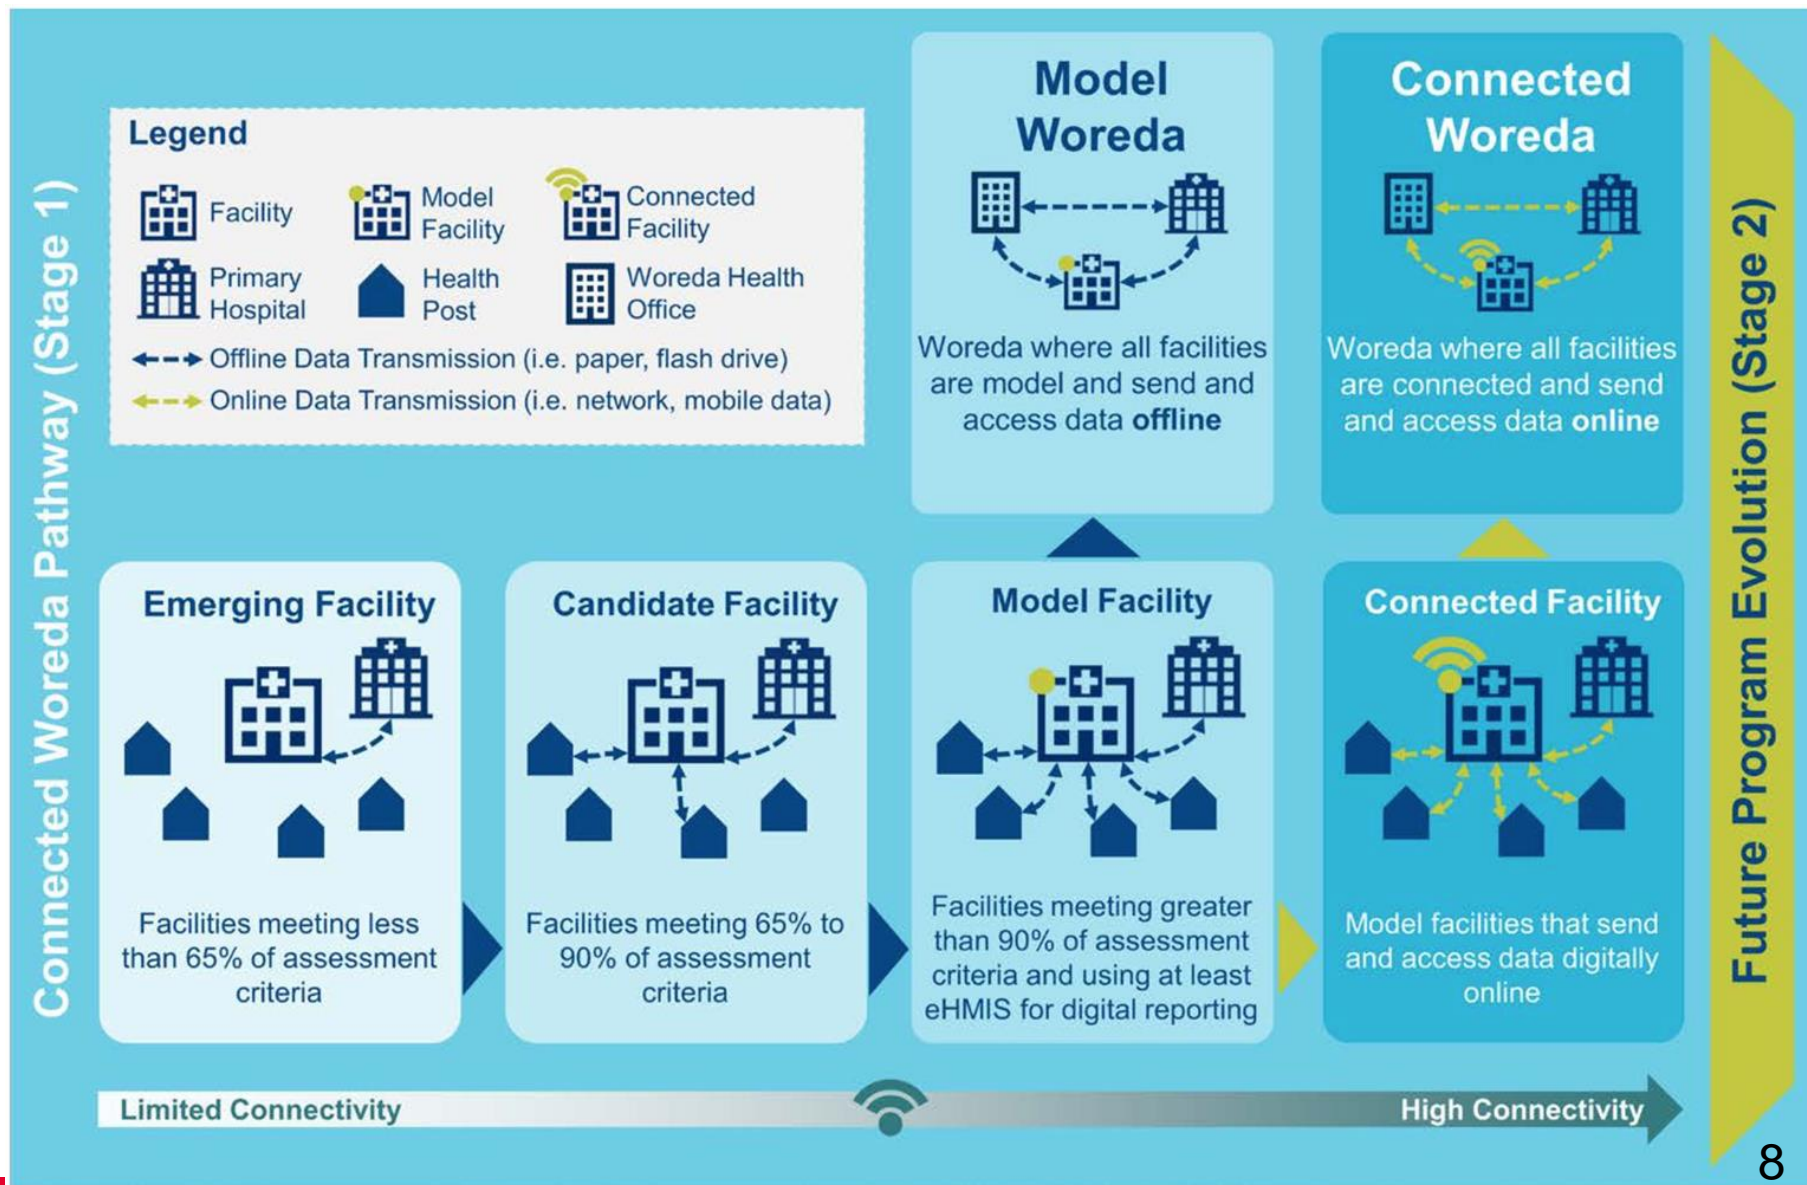 Connected Woreda Pathway (Stage 1)
Legend
Facility
Model
Facility
Connected
Facility
Primary
Hospital
Health
Post
Woreda Health
Office
Offline Data Transmission (i.e. paper, flash drive)
Online Data Transmission (i.e. network, mobile data)
Model
Woreda
Woreda where all facilities
are model and send and
access data offline
Connected
Woreda
Woreda where all facilities
are connected and send
and access data online
Emerging Facility
Facilities meeting less
than 65% of assessment
criteria
Candidate Facility
Facilities meeting 65% to
90% of assessment
criteria
Model Facility
Facilities meeting greater
than 90% of assessment
criteria and using at least
eHMIS for digital reporting
Connected Facility
Model facilities that send
and access data digitally
online
Limited Connectivity
High Connectivity
Future Program Evolution (Stage 2)
8